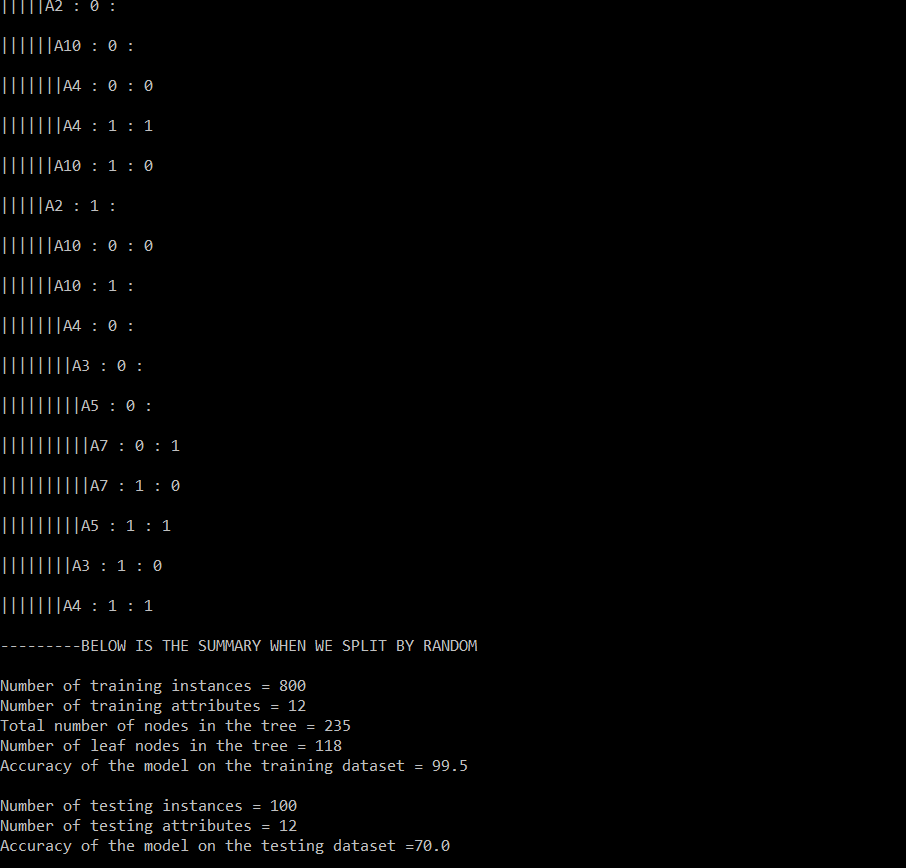 |||||A2 : 0 :
||||||A10 : 0 :
|||||||A4 : 0 : 0
|||||||A4 : 1 : 1
||||||A10 : 1 : 0
|||||A2 : 1 :
||||||A10 : 0 : 0
||||||A10 : 1 :
|||||||A4 : 0 :
||||||||A3 : 0 :
|||||||||A5 : 0 :
||||||||||A7 : 0 : 1
||||||||||A7 : 1 : 0
|||||||||A5 : 1 : 1
||||||||A3 : 1 : 0
|||||||A4 : 1 : 1
---------BELOW IS THE SUMMARY WHEN WE SPLIT BY RANDOM
Number of training instances = 800
Number of training attributes = 12
Total number of nodes in the tree = 235
Number of leaf nodes in the tree = 118
Accuracy of the model on the training dataset = 99.5
Number of testing instances = 100
Number of testing attributes = 12
Accuracy of the model on the testing dataset =70.0